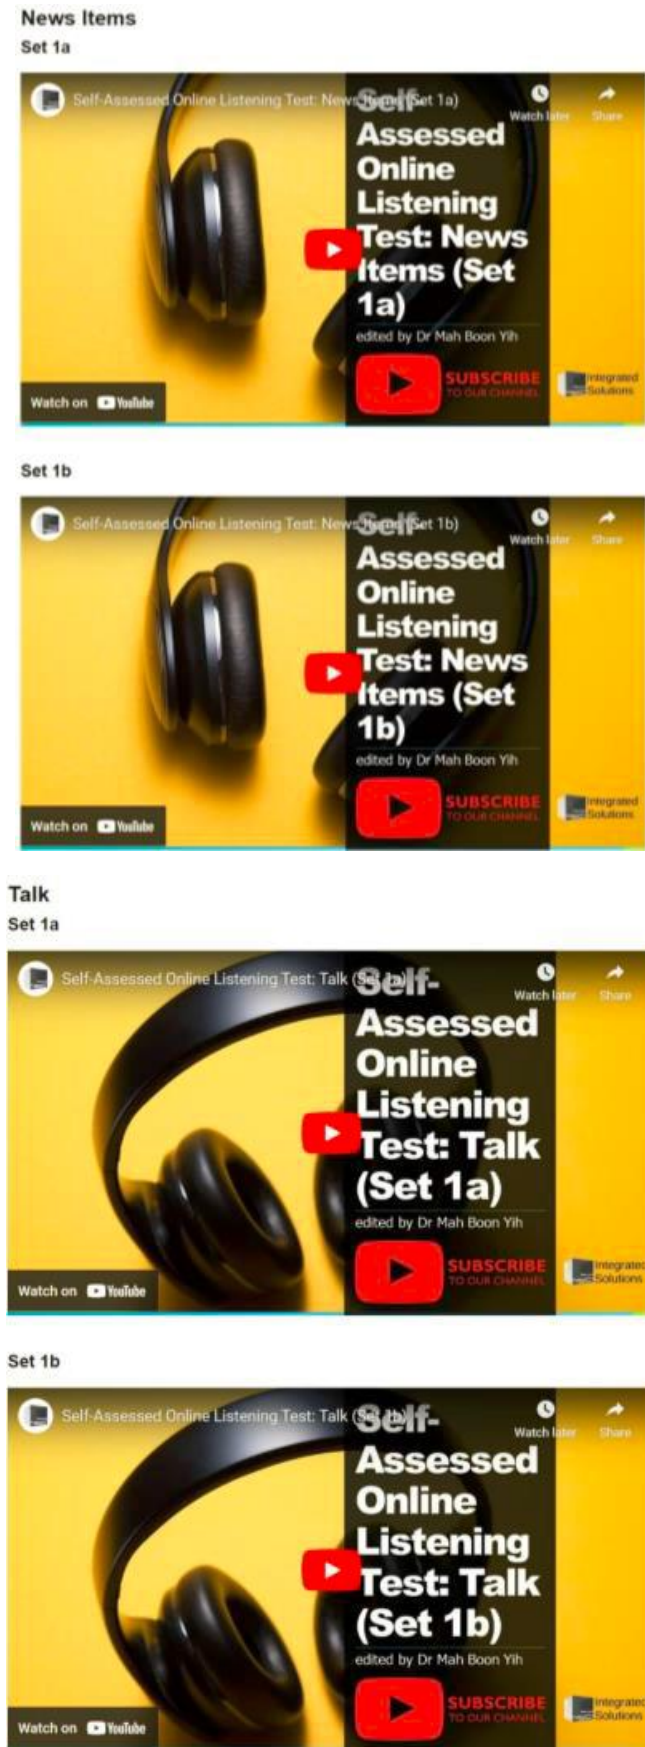 News Items
Set 1a
Self-Assessed Online Listening Test: News Items (Set 1a)
Watch later
Share
Self-
Assessed
Online
Listening
Test: News
Items (Set
1a)
edited by Dr Mah Boon Yih
SUBSCRIBE
TO OUR CHANNEL
Integrated
Solutions
Watch on YouTube
Set 1b
Self-Assessed Online Listening Test: News Items (Set 1b)
Watch later
Share
Self-
Assessed
Online
Listening
Test: News
Items (Set
1b)
edited by Dr Mah Boon Yih
SUBSCRIBE
TO OUR CHANNEL
Integrated
Solutions
Watch on YouTube
Talk
Set 1a
Self-Assessed Online Listening Test: Talk (Set 1a)
Watch later
Share
Self-
Assessed
Online
Listening
Test: Talk
(Set 1a)
edited by Dr Mah Boon Yih
SUBSCRIBE
TO OUR CHANNEL
Integrated
Solutions
Watch on YouTube
Set 1b
Self-Assessed Online Listening Test: Talk (Set 1b)
Watch later
Share
Self-
Assessed
Online
Listening
Test: Talk
(Set 1b)
edited by Dr Mah Boon Yih
SUBSCRIBE
TO OUR CHANNEL
Integrated
Solutions
Watch on YouTube